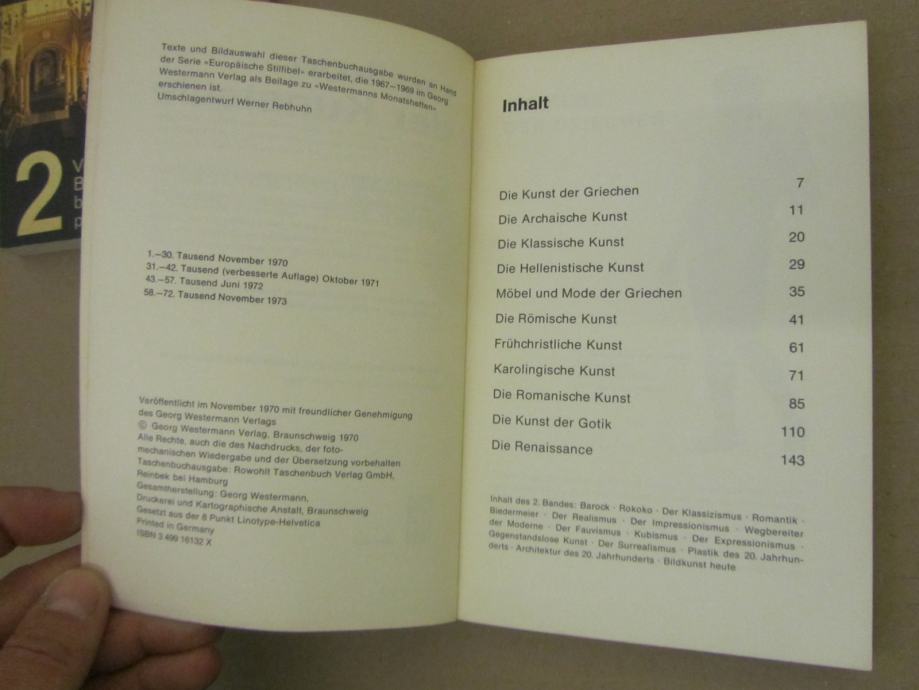 2
V
B
b
p
Texte und Bildauswahl dieser Taschenbuchausgabe wurden an Hand
der Serie «Europäische Stilfibel» erarbeitet, die 1967–1969 im Georg
Westermann Verlag als Beilage zu «Westermanns Monatsheften»
erschienen ist.
Umschlagentwurf Werner Rebhuhn
1.–30. Tausend November 1970
31.–42. Tausend (verbesserte Auflage) Oktober 1971
43.–57. Tausend Juni 1972
58.–72. Tausend November 1973
Veröffentlicht im November 1970 mit freundlicher Genehmigung
des Georg Westermann Verlags
© Georg Westermann Verlag, Braunschweig 1970
Alle Rechte, auch die des Nachdrucks, der foto-
mechanischen Wiedergabe und der Übersetzung vorbehalten
Taschenbuchausgabe: Rowohlt Taschenbuch Verlag GmbH,
Reinbek bei Hamburg
Gesamtherstellung: Georg Westermann,
Druckerei und Kartographische Anstalt, Braunschweig
Gesetzt aus der 8 Punkt Linotype-Helvetica
Printed in Germany
ISBN 3 499 16132 X
Inhalt
Die Kunst der Griechen 7
Die Archaische Kunst 11
Die Klassische Kunst 20
Die Hellenistische Kunst 29
Möbel und Mode der Griechen 35
Die Römische Kunst 41
Frühchristliche Kunst 61
Karolingische Kunst 71
Die Romanische Kunst 85
Die Kunst der Gotik 110
Die Renaissance 143
Inhalt des 2. Bandes: Barock · Rokoko · Der Klassizismus · Romantik ·
Biedermeier · Der Realismus · Der Impressionismus · Wegbereiter
der Moderne · Der Fauvismus · Kubismus · Der Expressionismus ·
Gegenstandslose Kunst · Der Surrealismus · Plastik des 20. Jahrhun-
derts · Architektur des 20. Jahrhunderts · Bildkunst heute